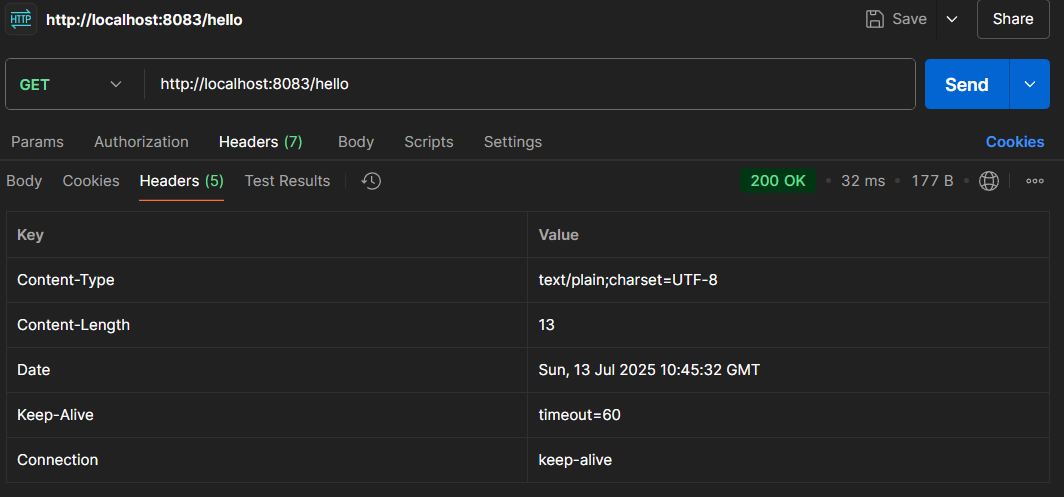 HTTP http://localhost:8083/hello Save Share
GET http://localhost:8083/hello Send
Params Authorization Headers (7) Body Scripts Settings Cookies
Body Cookies Headers (5) Test Results 200 OK • 32 ms • 177 B •
Key Value
Content-Type text/plain;charset=UTF-8
Content-Length 13
Date Sun, 13 Jul 2025 10:45:32 GMT
Keep-Alive timeout=60
Connection keep-alive